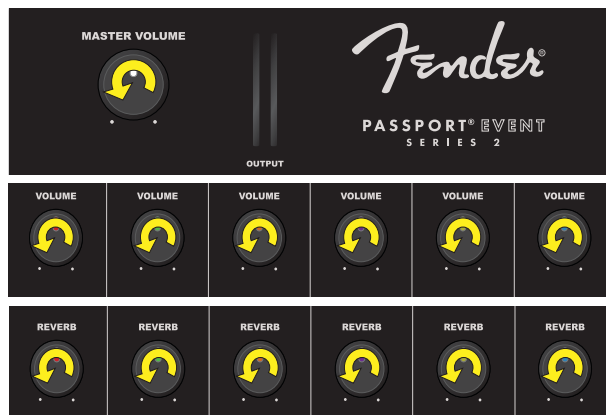 MASTER VOLUME
Fender®
PASSPORT® EVENT
SERIES 2
OUTPUT
VOLUME VOLUME VOLUME VOLUME VOLUME VOLUME
REVERB REVERB REVERB REVERB REVERB REVERB